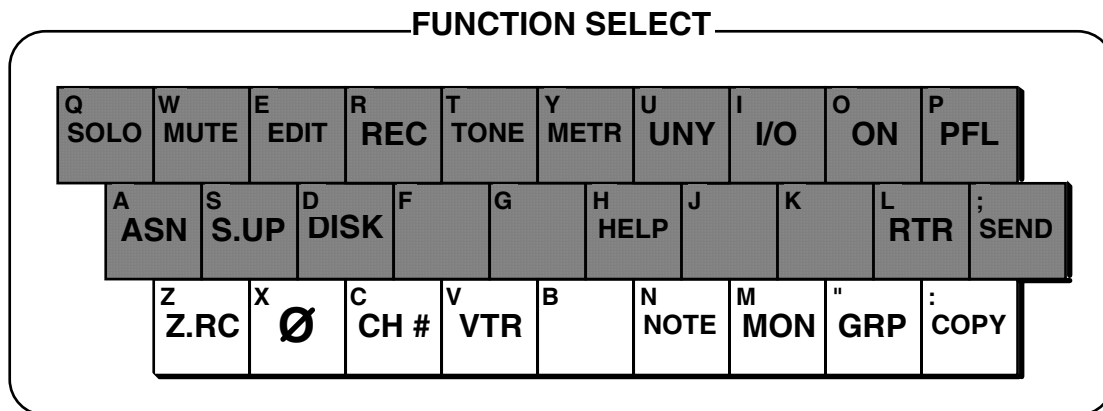 FUNCTION SELECT
Q W E R T Y U I O P
SOLO MUTE EDIT REC TONE METR UNY I/O ON PFL
A S D F G H J K L ;
ASN S.UP DISK HELP RTR SEND
Z X C V B N M " :
Z.RC Ø CH # VTR NOTE MON GRP COPY